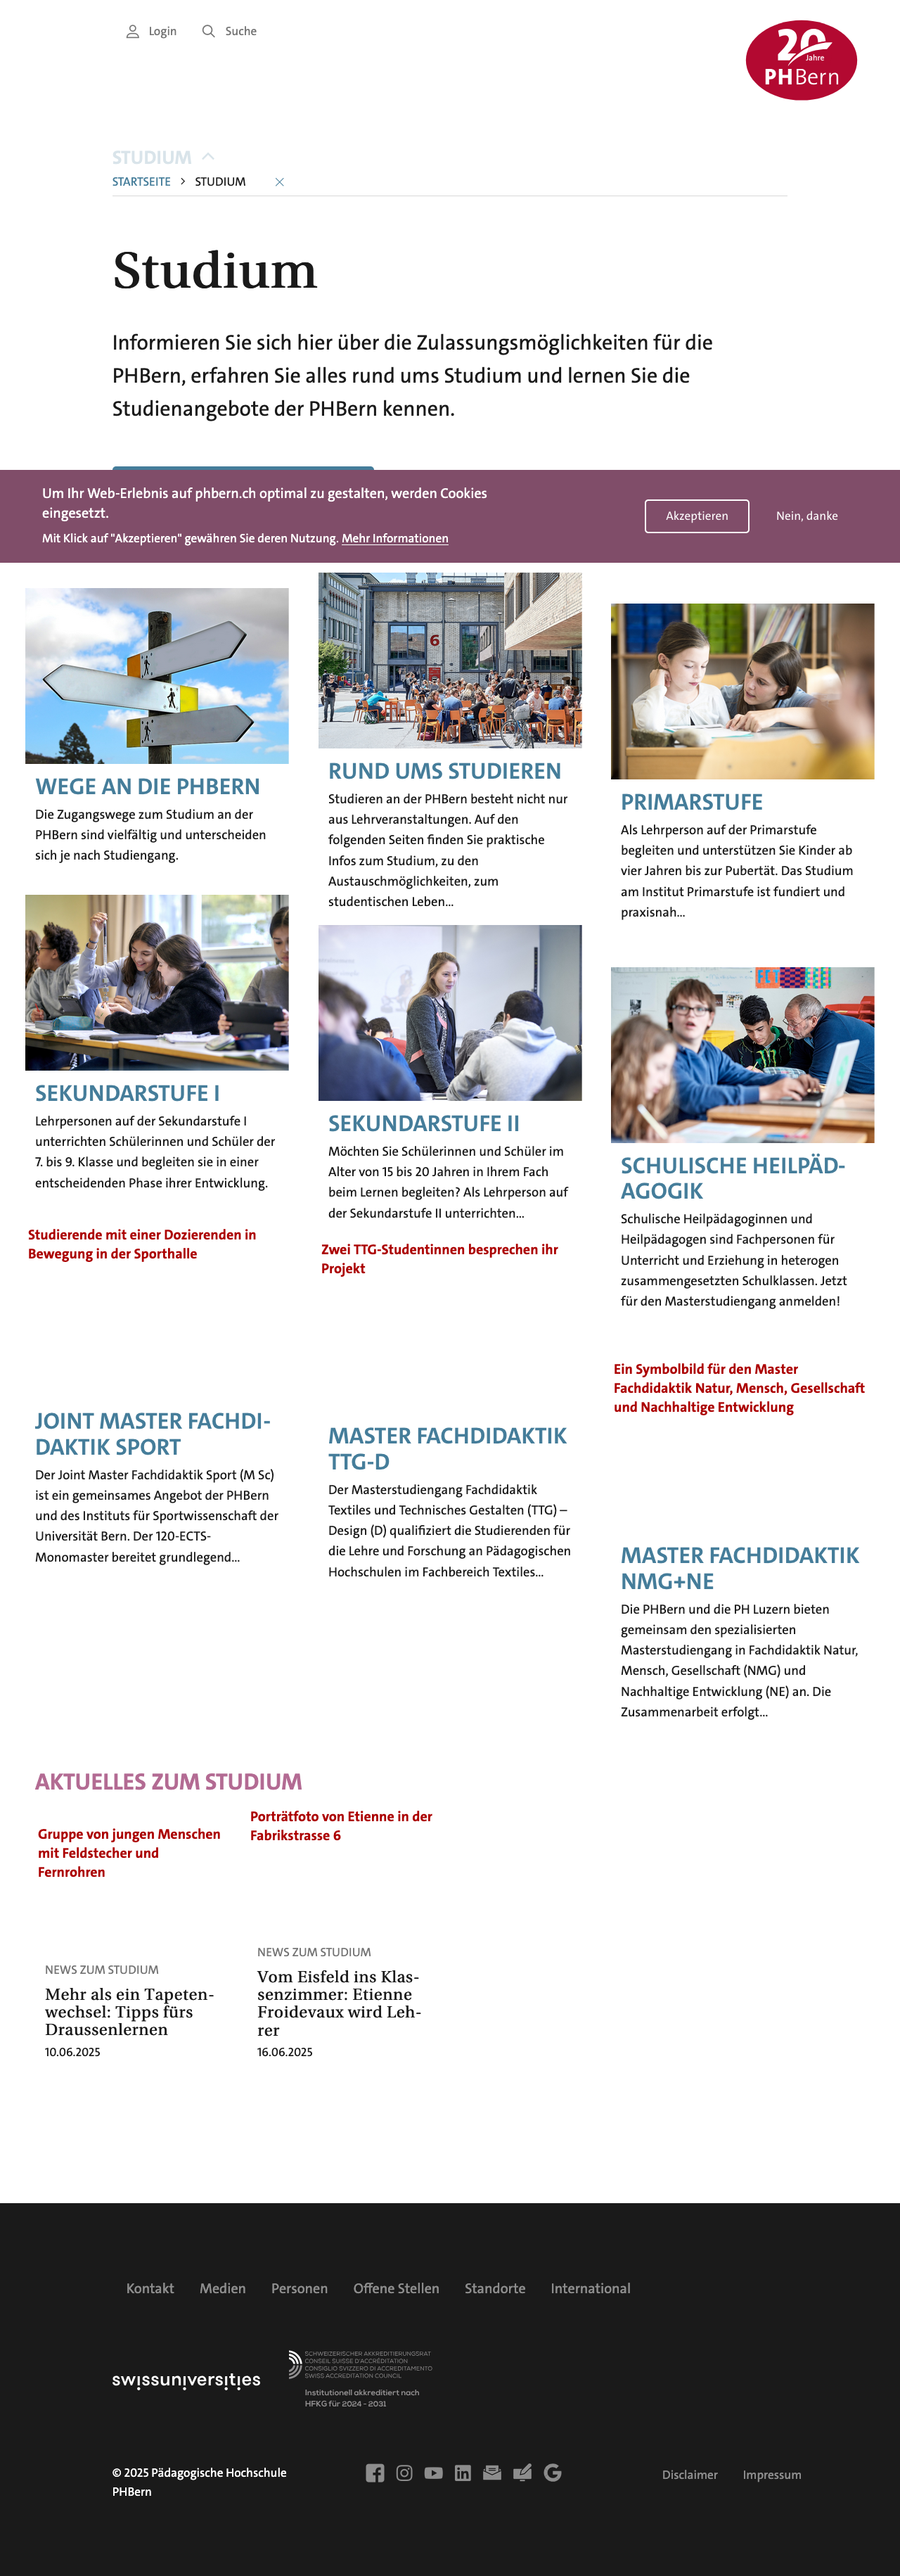 Login
Suche
20
Jahre
PHBern
STUDIUM
STARTSEITE
STUDIUM
Studium
Informieren Sie sich hier über die Zulassungsmöglichkeiten für die
PHBern, erfahren Sie alles rund ums Studium und lernen Sie die
Studienangebote der PHBern kennen.
Um Ihr Web-Erlebnis auf phbern.ch optimal zu gestalten, werden Cookies
eingesetzt.
Mit Klick auf "Akzeptieren" gewähren Sie deren Nutzung. Mehr Informationen
Akzeptieren
Nein, danke
WEGE AN DIE PHBERN
Die Zugangswege zum Studium an der
PHBern sind vielfältig und unterscheiden
sich je nach Studiengang.
6
RUND UMS STUDIEREN
Studieren an der PHBern besteht nicht nur
aus Lehrveranstaltungen. Auf den
folgenden Seiten finden Sie praktische
Infos zum Studium, zu den
Austauschmöglichkeiten, zum
studentischen Leben...
PRIMARSTUFE
Als Lehrperson auf der Primarstufe
begleiten und unterstützen Sie Kinder ab
vier Jahren bis zur Pubertät. Das Studium
am Institut Primarstufe ist fundiert und
praxisnah...
SEKUNDARSTUFE I
Lehrpersonen auf der Sekundarstufe I
unterrichten Schülerinnen und Schüler der
7. bis 9. Klasse und begleiten sie in einer
entscheidenden Phase ihrer Entwicklung.
SEKUNDARSTUFE II
Möchten Sie Schülerinnen und Schüler im
Alter von 15 bis 20 Jahren in Ihrem Fach
beim Lernen begleiten? Als Lehrperson auf
der Sekundarstufe II unterrichten...
SCHULISCHE HEILPÄD-
AGOGIK
Schulische Heilpädagoginnen und
Heilpädagogen sind Fachpersonen für
Unterricht und Erziehung in heterogen
zusammengesetzten Schulklassen. Jetzt
für den Masterstudiengang anmelden!
Studierende mit einer Dozierenden in
Bewegung in der Sporthalle
JOINT MASTER FACHDI-
DAKTIK SPORT
Der Joint Master Fachdidaktik Sport (M Sc)
ist ein gemeinsames Angebot der PHBern
und des Instituts für Sportwissenschaft der
Universität Bern. Der 120-ECTS-
Monomaster bereitet grundlegend...
Zwei TTG-Studentinnen besprechen ihr
Projekt
MASTER FACHDIDAKTIK
TTG-D
Der Masterstudiengang Fachdidaktik
Textiles und Technisches Gestalten (TTG) –
Design (D) qualifiziert die Studierenden für
die Lehre und Forschung an Pädagogischen
Hochschulen im Fachbereich Textiles...
Ein Symbolbild für den Master
Fachdidaktik Natur, Mensch, Gesellschaft
und Nachhaltige Entwicklung
MASTER FACHDIDAKTIK
NMG+NE
Die PHBern und die PH Luzern bieten
gemeinsam den spezialisierten
Masterstudiengang in Fachdidaktik Natur,
Mensch, Gesellschaft (NMG) und
Nachhaltige Entwicklung (NE) an. Die
Zusammenarbeit erfolgt...
AKTUELLES ZUM STUDIUM
Gruppe von jungen Menschen
mit Feldstecher und
Fernrohren
NEWS ZUM STUDIUM
Mehr als ein Tapeten-
wechsel: Tipps fürs
Draussenlernen
10.06.2025
Porträtfoto von Etienne in der
Fabrikstrasse 6
NEWS ZUM STUDIUM
Vom Eisfeld ins Klas-
senzimmer: Etienne
Froidevaux wird Leh-
rer
16.06.2025
Kontakt
Medien
Personen
Offene Stellen
Standorte
International
swissuniversities
SCHWEIZERISCHER AKKREDITIERUNGSRAT
CONSEIL SUISSE D'ACCRÉDITATION
CONSIGLIO SVIZZERO DI ACCREDITAMENTO
SWISS ACCREDITATION COUNCIL
Institutionell akkreditiert nach
HFKG für 2024 – 2031
© 2025 Pädagogische Hochschule
PHBern
Disclaimer
Impressum